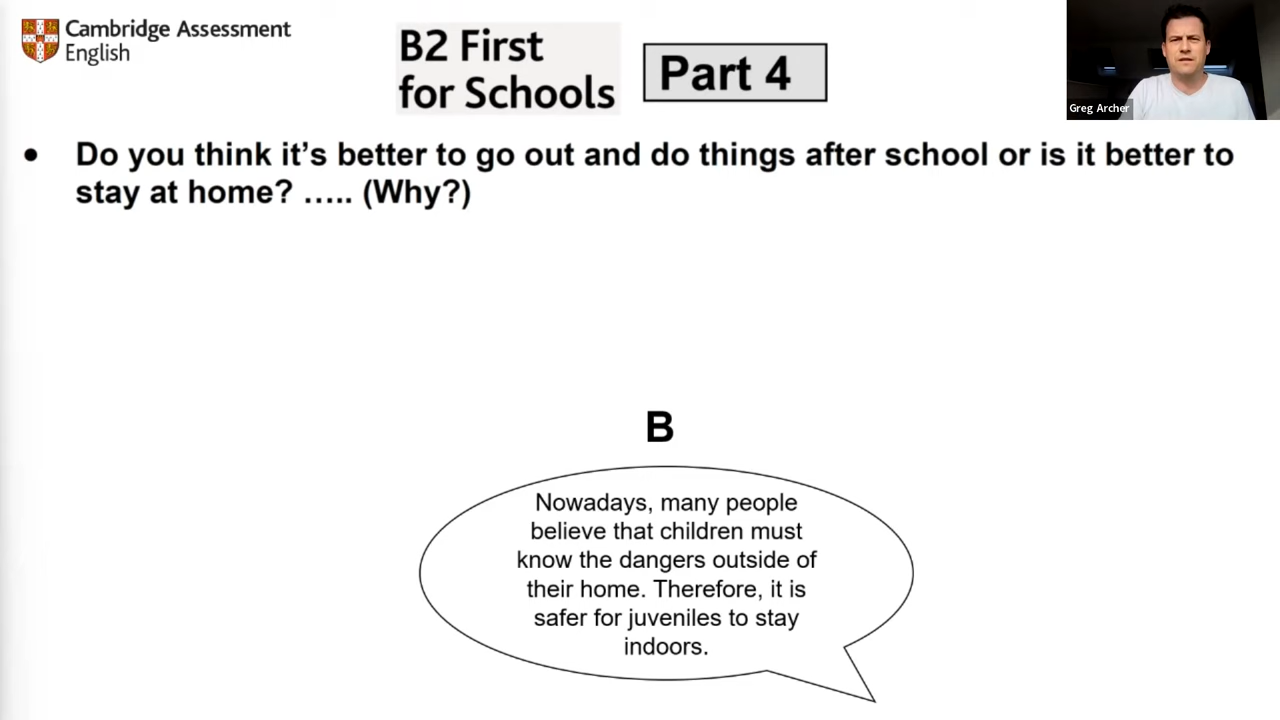 Cambridge Assessment
English
B2 First
for Schools
Part 4
Greg Archer
• Do you think it's better to go out and do things after school or is it better to
stay at home? ..... (Why?)
B
Nowadays, many people
believe that children must
know the dangers outside of
their home. Therefore, it is
safer for juveniles to stay
indoors.